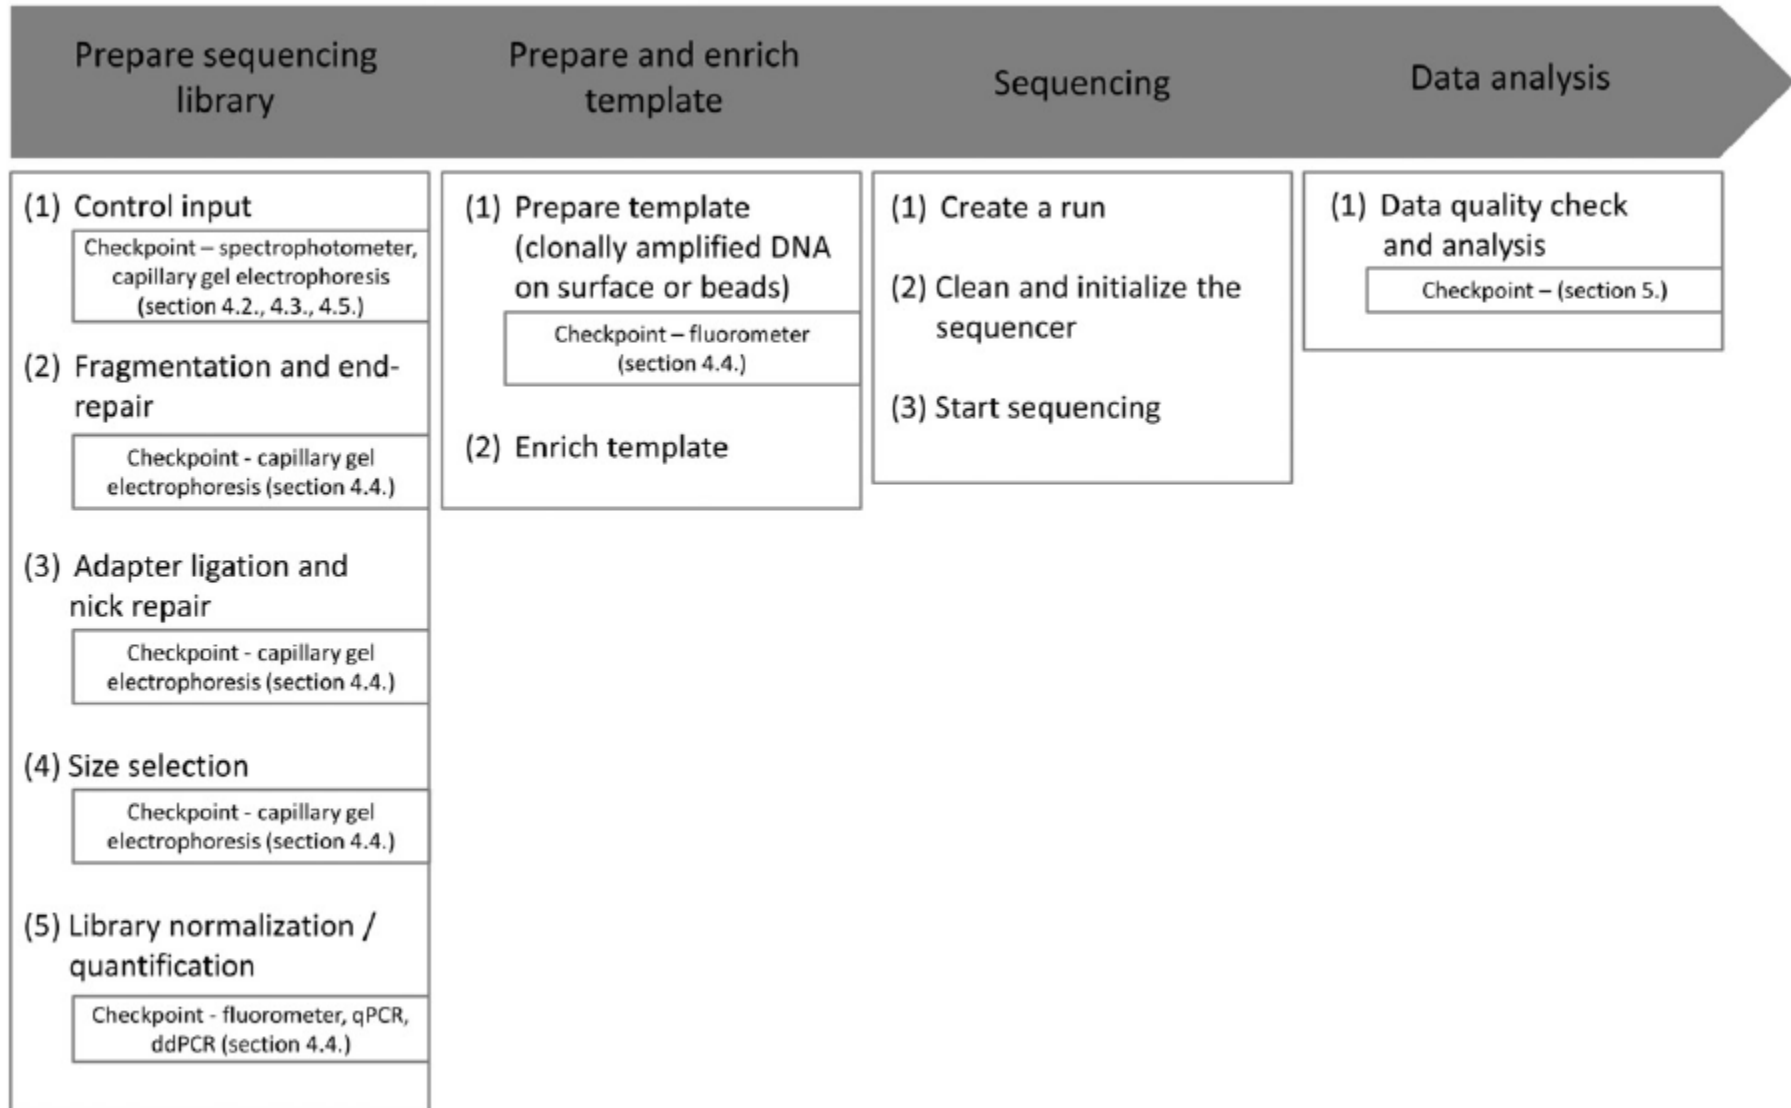 Prepare sequencing
library
Prepare and enrich
template
Sequencing
Data analysis
(1) Control input
Checkpoint – spectrophotometer,
capillary gel electrophoresis
(section 4.2., 4.3., 4.5.)
(2) Fragmentation and end-
repair
Checkpoint - capillary gel
electrophoresis (section 4.4.)
(3) Adapter ligation and
nick repair
Checkpoint - capillary gel
electrophoresis (section 4.4.)
(4) Size selection
Checkpoint - capillary gel
electrophoresis (section 4.4.)
(5) Library normalization /
quantification
Checkpoint - fluorometer, qPCR,
ddPCR (section 4.4.)
(1) Prepare template
(clonally amplified DNA
on surface or beads)
Checkpoint – fluorometer
(section 4.4.)
(2) Enrich template
(1) Create a run
(2) Clean and initialize the
sequencer
(3) Start sequencing
(1) Data quality check
and analysis
Checkpoint – (section 5.)